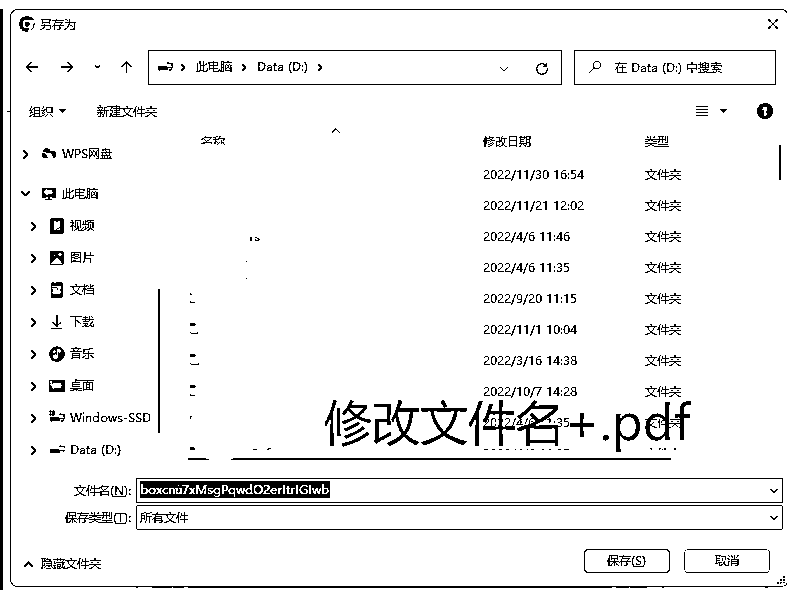 另存为
此电脑 Data (D:)
在 Data (D:) 中搜索
组织 新建文件夹
名称 修改日期 类型
WPS网盘
2022/11/30 16:54 文件夹
此电脑
2022/11/21 12:02 文件夹
视频
2022/4/6 11:46 文件夹
图片
2022/4/6 11:35 文件夹
文档
2022/9/20 11:15 文件夹
下载
2022/11/1 10:04 文件夹
音乐
2022/3/16 14:38 文件夹
桌面
2022/10/7 14:28 文件夹
修改文件名+.pdf
Windows-SSD
Data (D:)
文件名(N): boxcnü7xMsgPqwdO2erItrIGlwb
保存类型(T): 所有文件
隐藏文件夹 保存(S) 取消